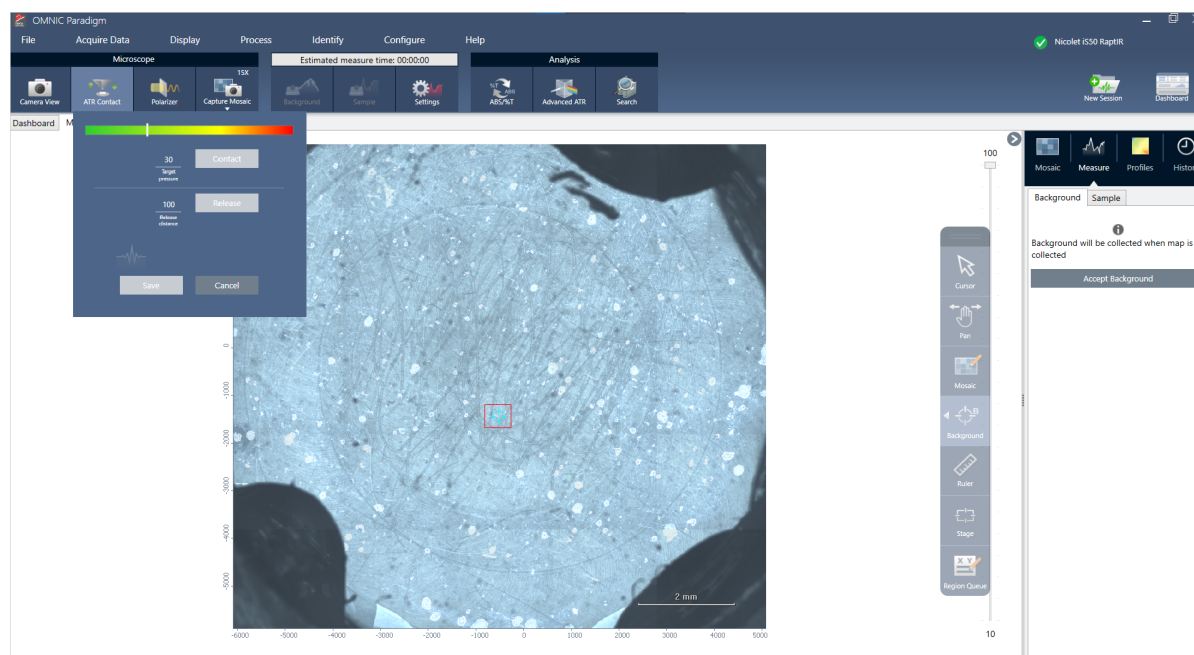 OMNIC Paradigm
File Acquire Data Display Process Identify Configure Help
Nicolet iS50 RaptIR
Microscope
Estimated measure time: 00:00:00
Analysis
15X
%T ABS
Camera View ATR Contact Polarizer Capture Mosaic Background Sample Settings ABS/%T Advanced ATR Search New Session Dashboard
Dashboard M
30 Contact
Target
pressure
100 Release
Release
distance
Save Cancel
0
-1000
-2000
-3000
-4000
-5000
-6000 -5000 -4000 -3000 -2000 -1000 0 1000 2000 3000 4000 5000
2 mm
100
10
Cursor
Pan
Mosaic
B
Background
Ruler
Stage
X Y
Region Queue
Mosaic Measure Profiles Histor
Background Sample
Background will be collected when map is
collected
Accept Background